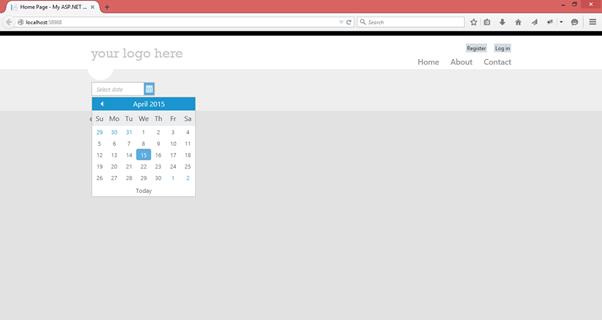 Home Page - My ASP.NET ...
localhost:58988
Search
your logo here
Register Log in
Home About Contact
Select date
April 2015
Su Mo Tu We Th Fr Sa
29 30 31 1 2 3 4
5 6 7 8 9 10 11
12 13 14 15 16 17 18
19 20 21 22 23 24 25
26 27 28 29 30 1 2
Today